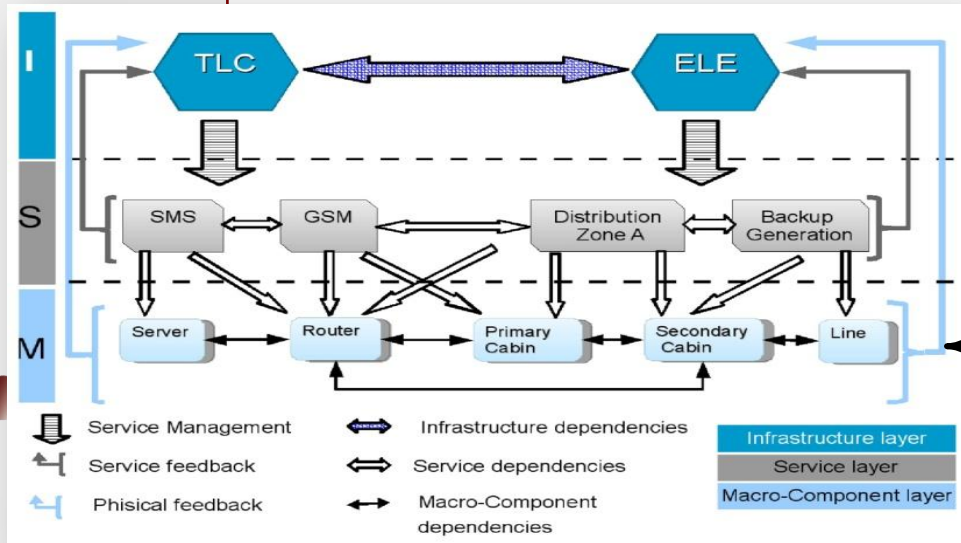 I
TLC
ELE
S
SMS
GSM
Distribution
Zone A
Backup
Generation
M
Server
Router
Primary
Cabin
Secondary
Cabin
Line
Service Management
Infrastructure dependencies
Infrastructure layer
Service feedback
Service dependencies
Service layer
Phisical feedback
Macro-Component
dependencies
Macro-Component layer